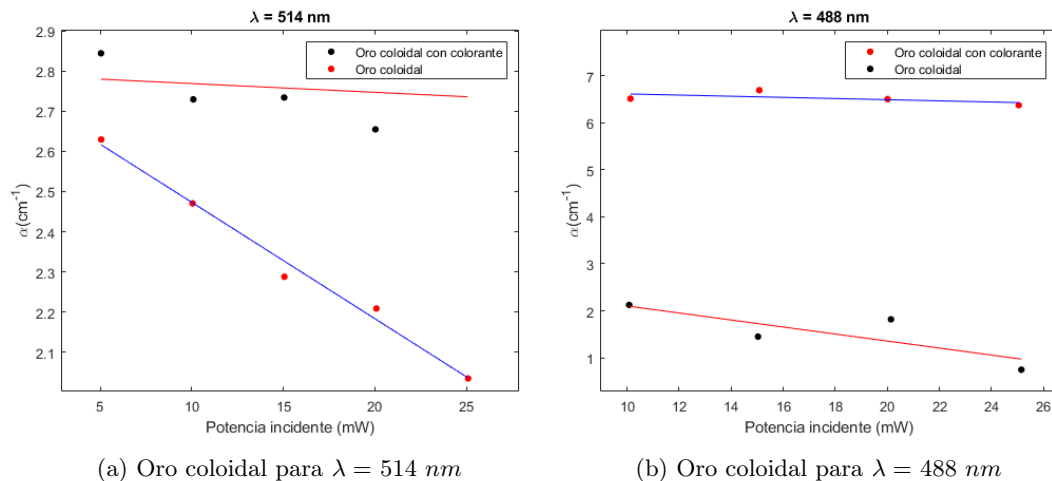 λ = 514 nm
2.9
2.8
2.7
2.6
2.5
2.4
2.3
2.2
2.1
α(cm⁻¹)
Oro coloidal con colorante
Oro coloidal
5 10 15 20 25
Potencia incidente (mW)
(a) Oro coloidal para λ = 514 nm
λ = 488 nm
7
6
5
4
3
2
1
α(cm⁻¹)
Oro coloidal con colorante
Oro coloidal
10 12 14 16 18 20 22 24 26
Potencia incidente (mW)
(b) Oro coloidal para λ = 488 nm